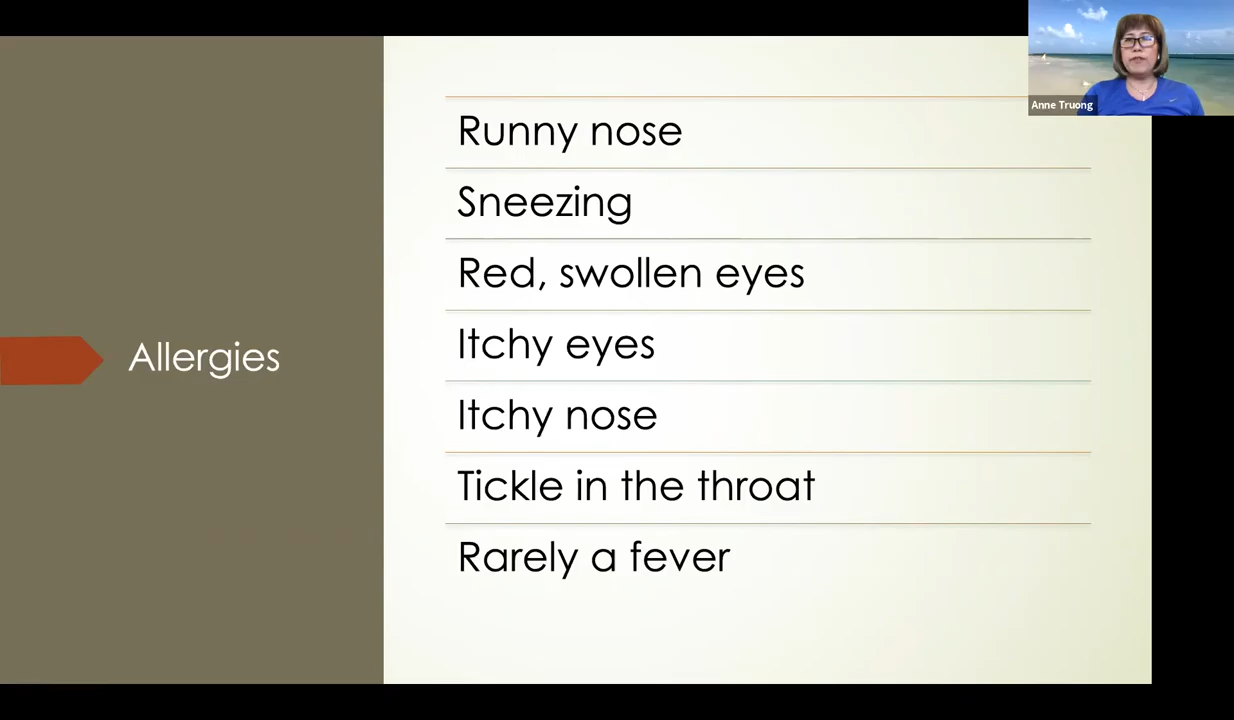 Anne Truong
Allergies
Runny nose
Sneezing
Red, swollen eyes
Itchy eyes
Itchy nose
Tickle in the throat
Rarely a fever